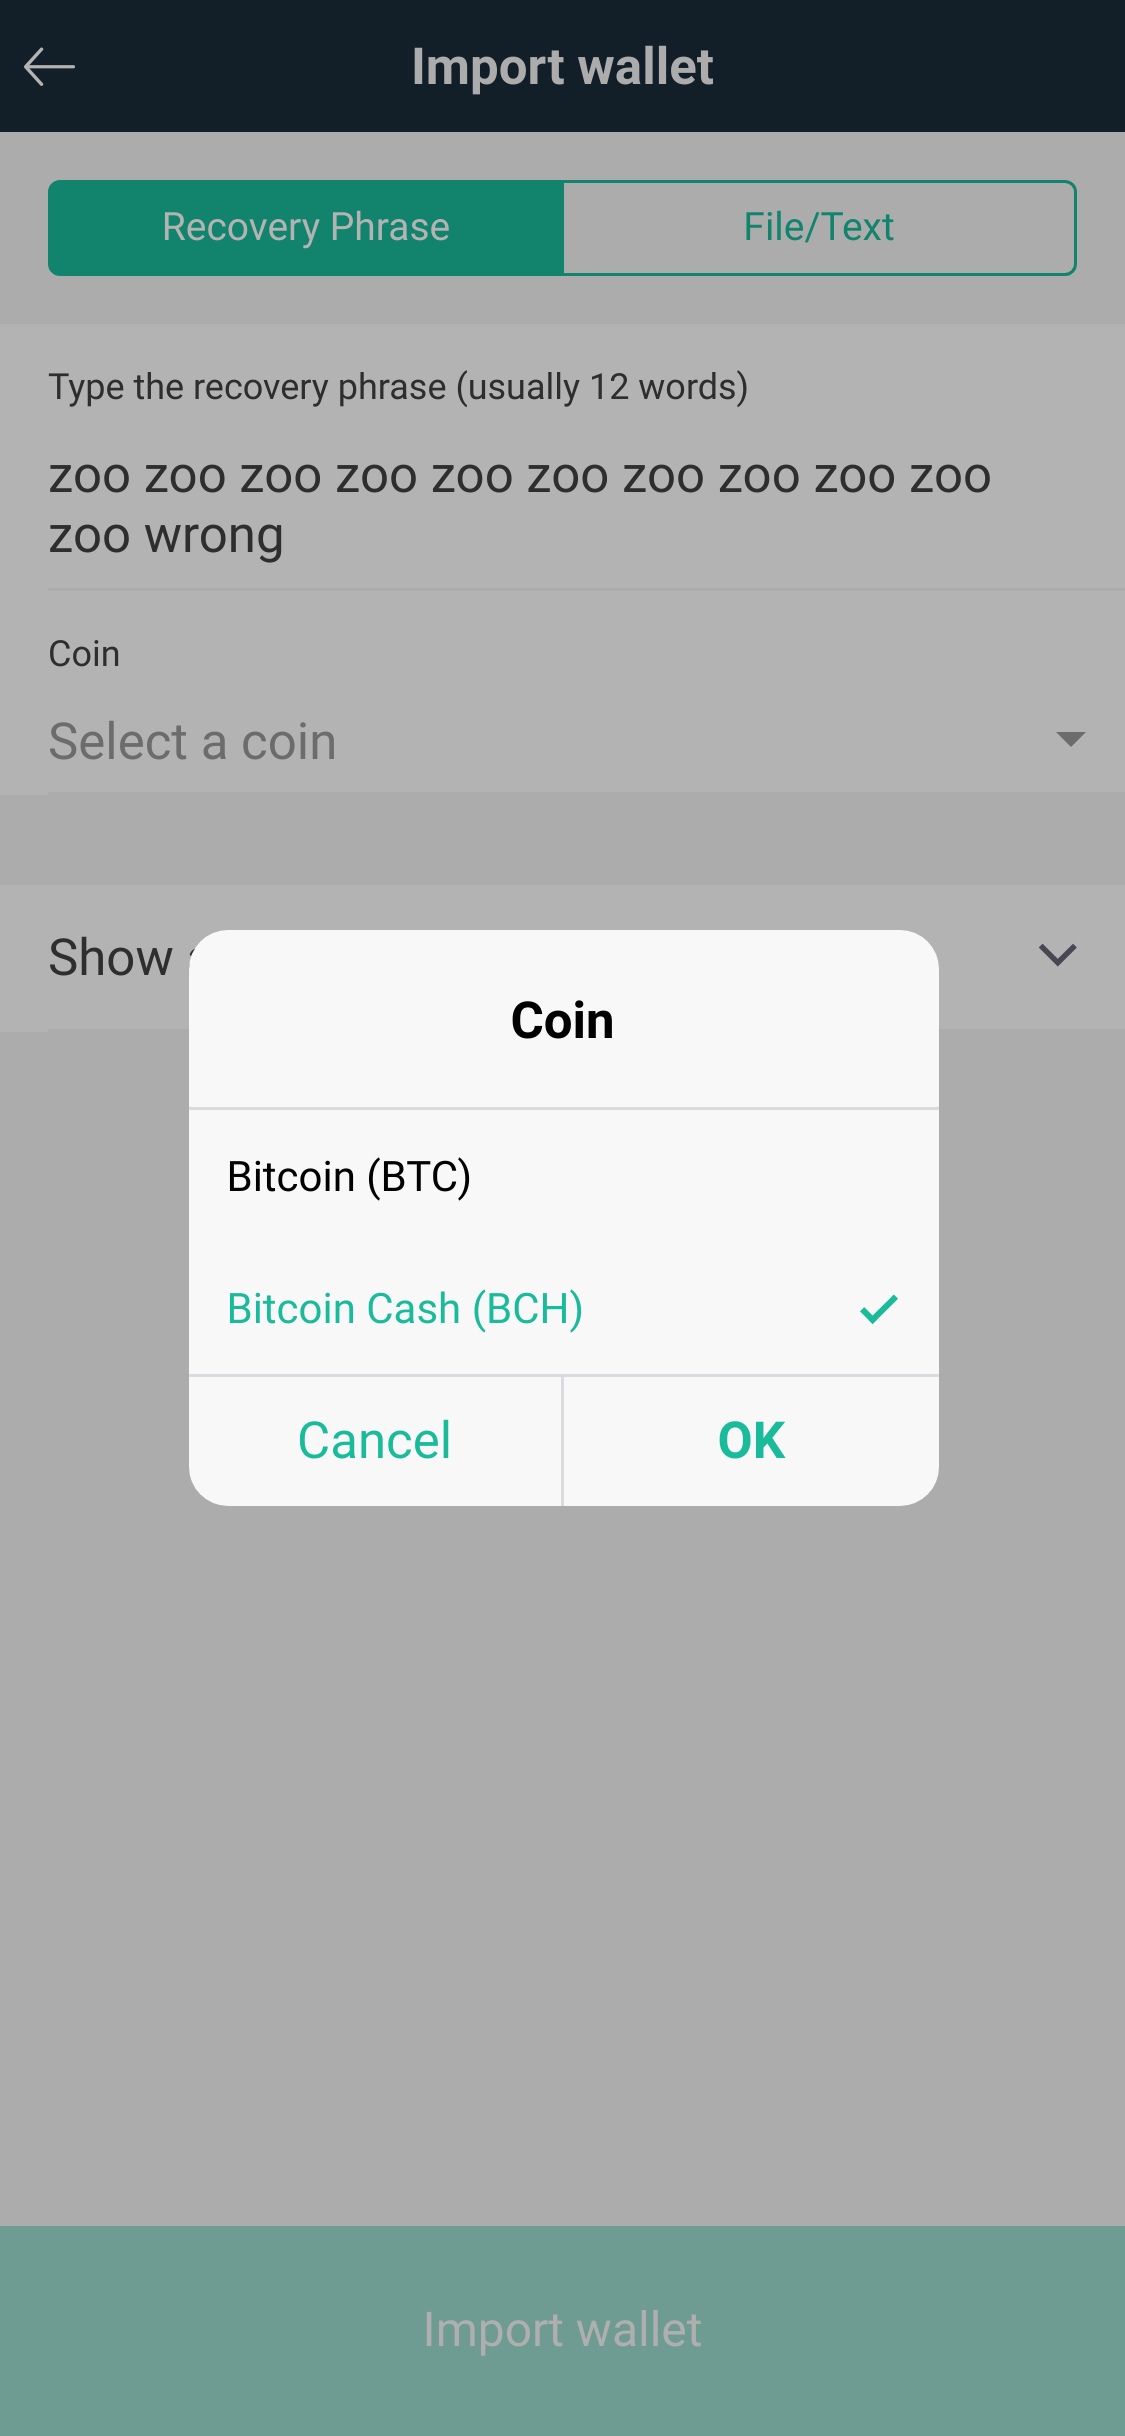 Import wallet
Recovery Phrase
File/Text
Type the recovery phrase (usually 12 words)
zoo zoo zoo zoo zoo zoo zoo zoo zoo zoo
zoo wrong
Coin
Select a coin
Show
Coin
Bitcoin (BTC)
Bitcoin Cash (BCH)
Cancel
OK
Import wallet